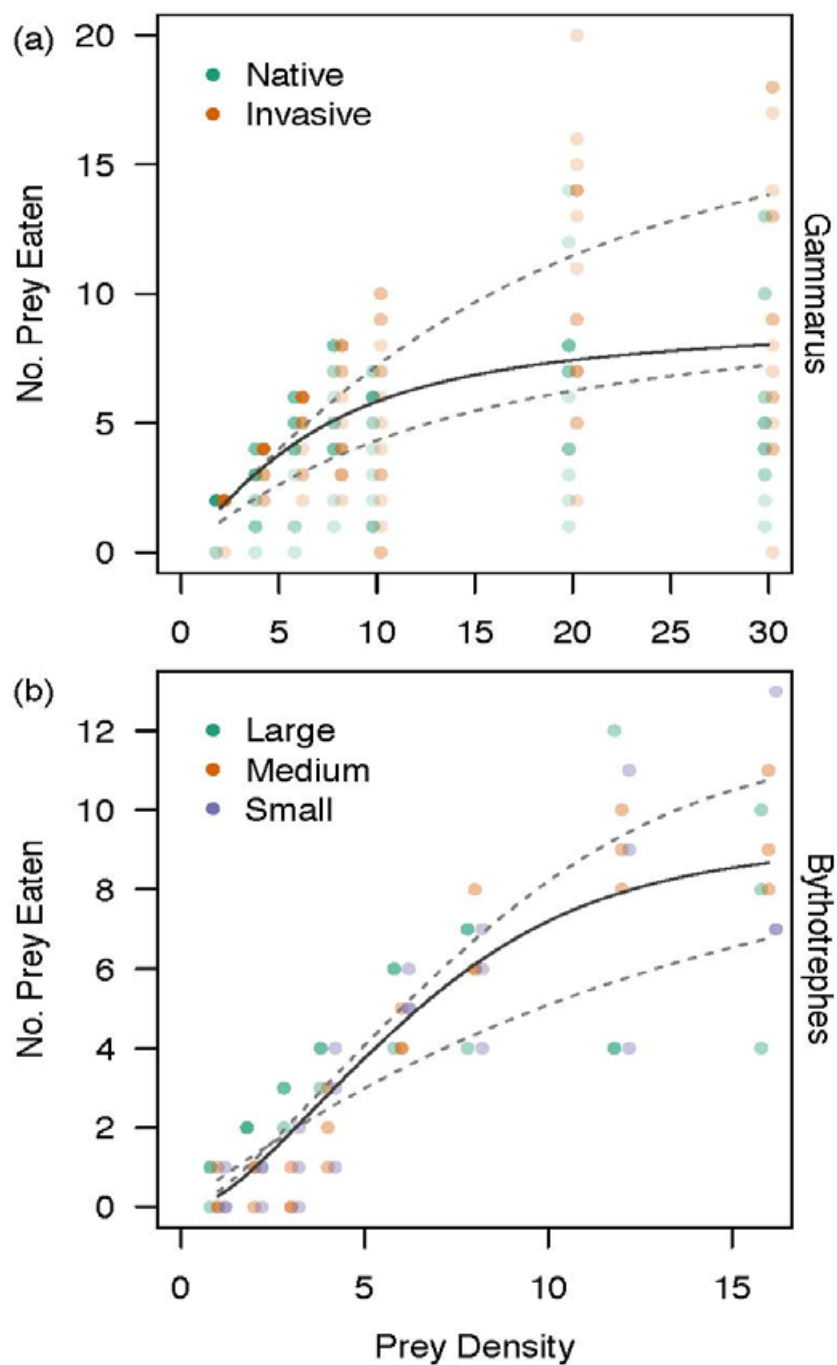 (a)
Native
Invasive
20
15
10
5
0
No. Prey Eaten
Gammarus
0 5 10 15 20 25 30
(b)
Large
Medium
Small
12
10
8
6
4
2
0
No. Prey Eaten
Bythotrephes
0 5 10 15
Prey Density